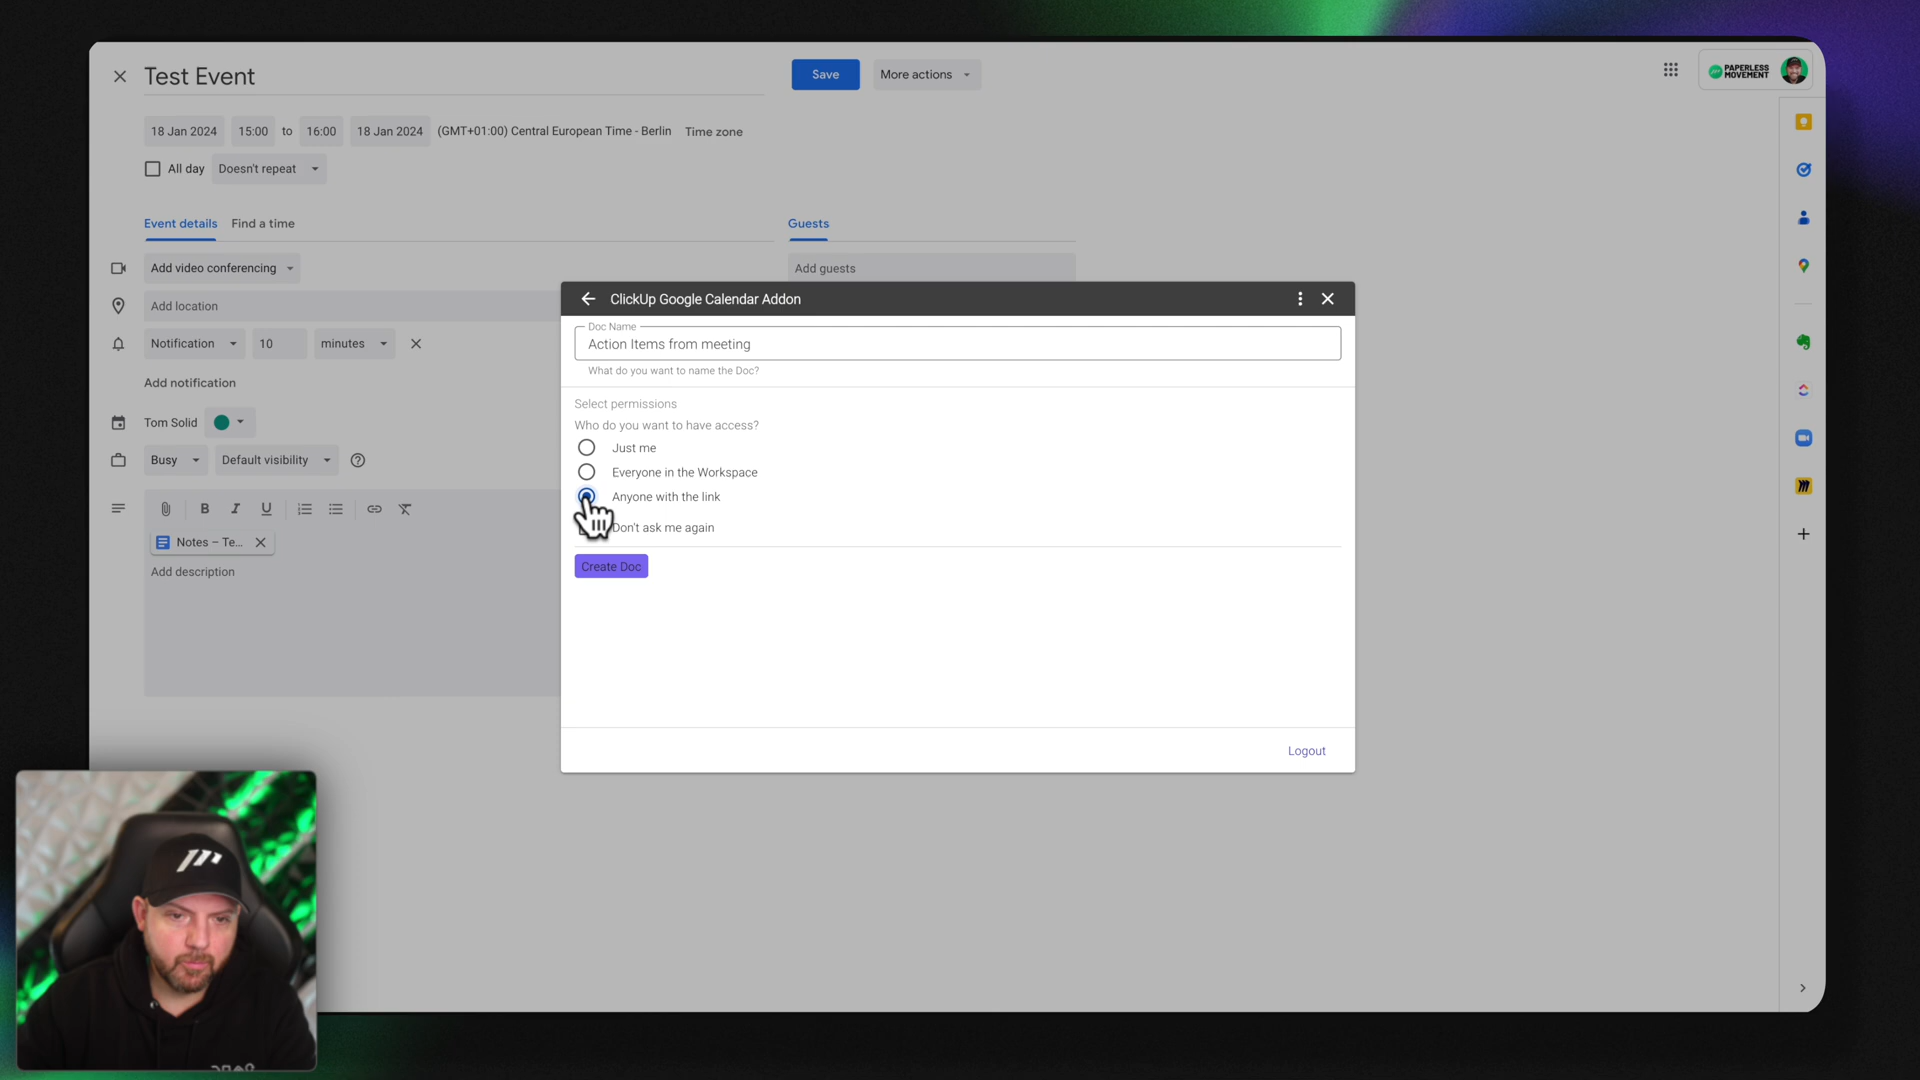 Test Event
Save
More actions
PAPERLESS
MOVEMENT
18 Jan 2024 15:00 to 16:00 18 Jan 2024 (GMT+01:00) Central European Time - Berlin Time zone
All day Doesn't repeat
Event details Find a time
Guests
Add video conferencing
Add guests
Add location
Notification 10 minutes
Add notification
Tom Solid
Busy Default visibility
B I U
Notes – Te...
Add description
ClickUp Google Calendar Addon
Doc Name
Action Items from meeting
What do you want to name the Doc?
Select permissions
Who do you want to have access?
Just me
Everyone in the Workspace
Anyone with the link
Don't ask me again
Create Doc
Logout